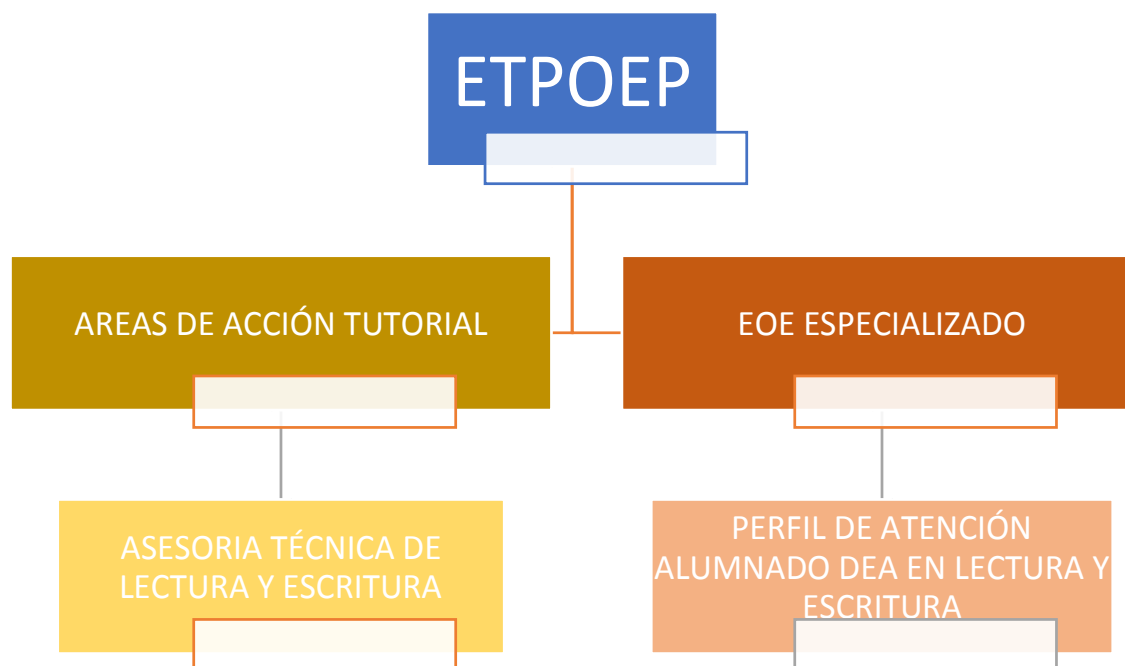 ETPOEP
AREAS DE ACCIÓN TUTORIAL
EOE ESPECIALIZADO
ASESORIA TÉCNICA DE
LECTURA Y ESCRITURA
PERFIL DE ATENCIÓN
ALUMNADO DEA EN LECTURA Y
ESCRITURA